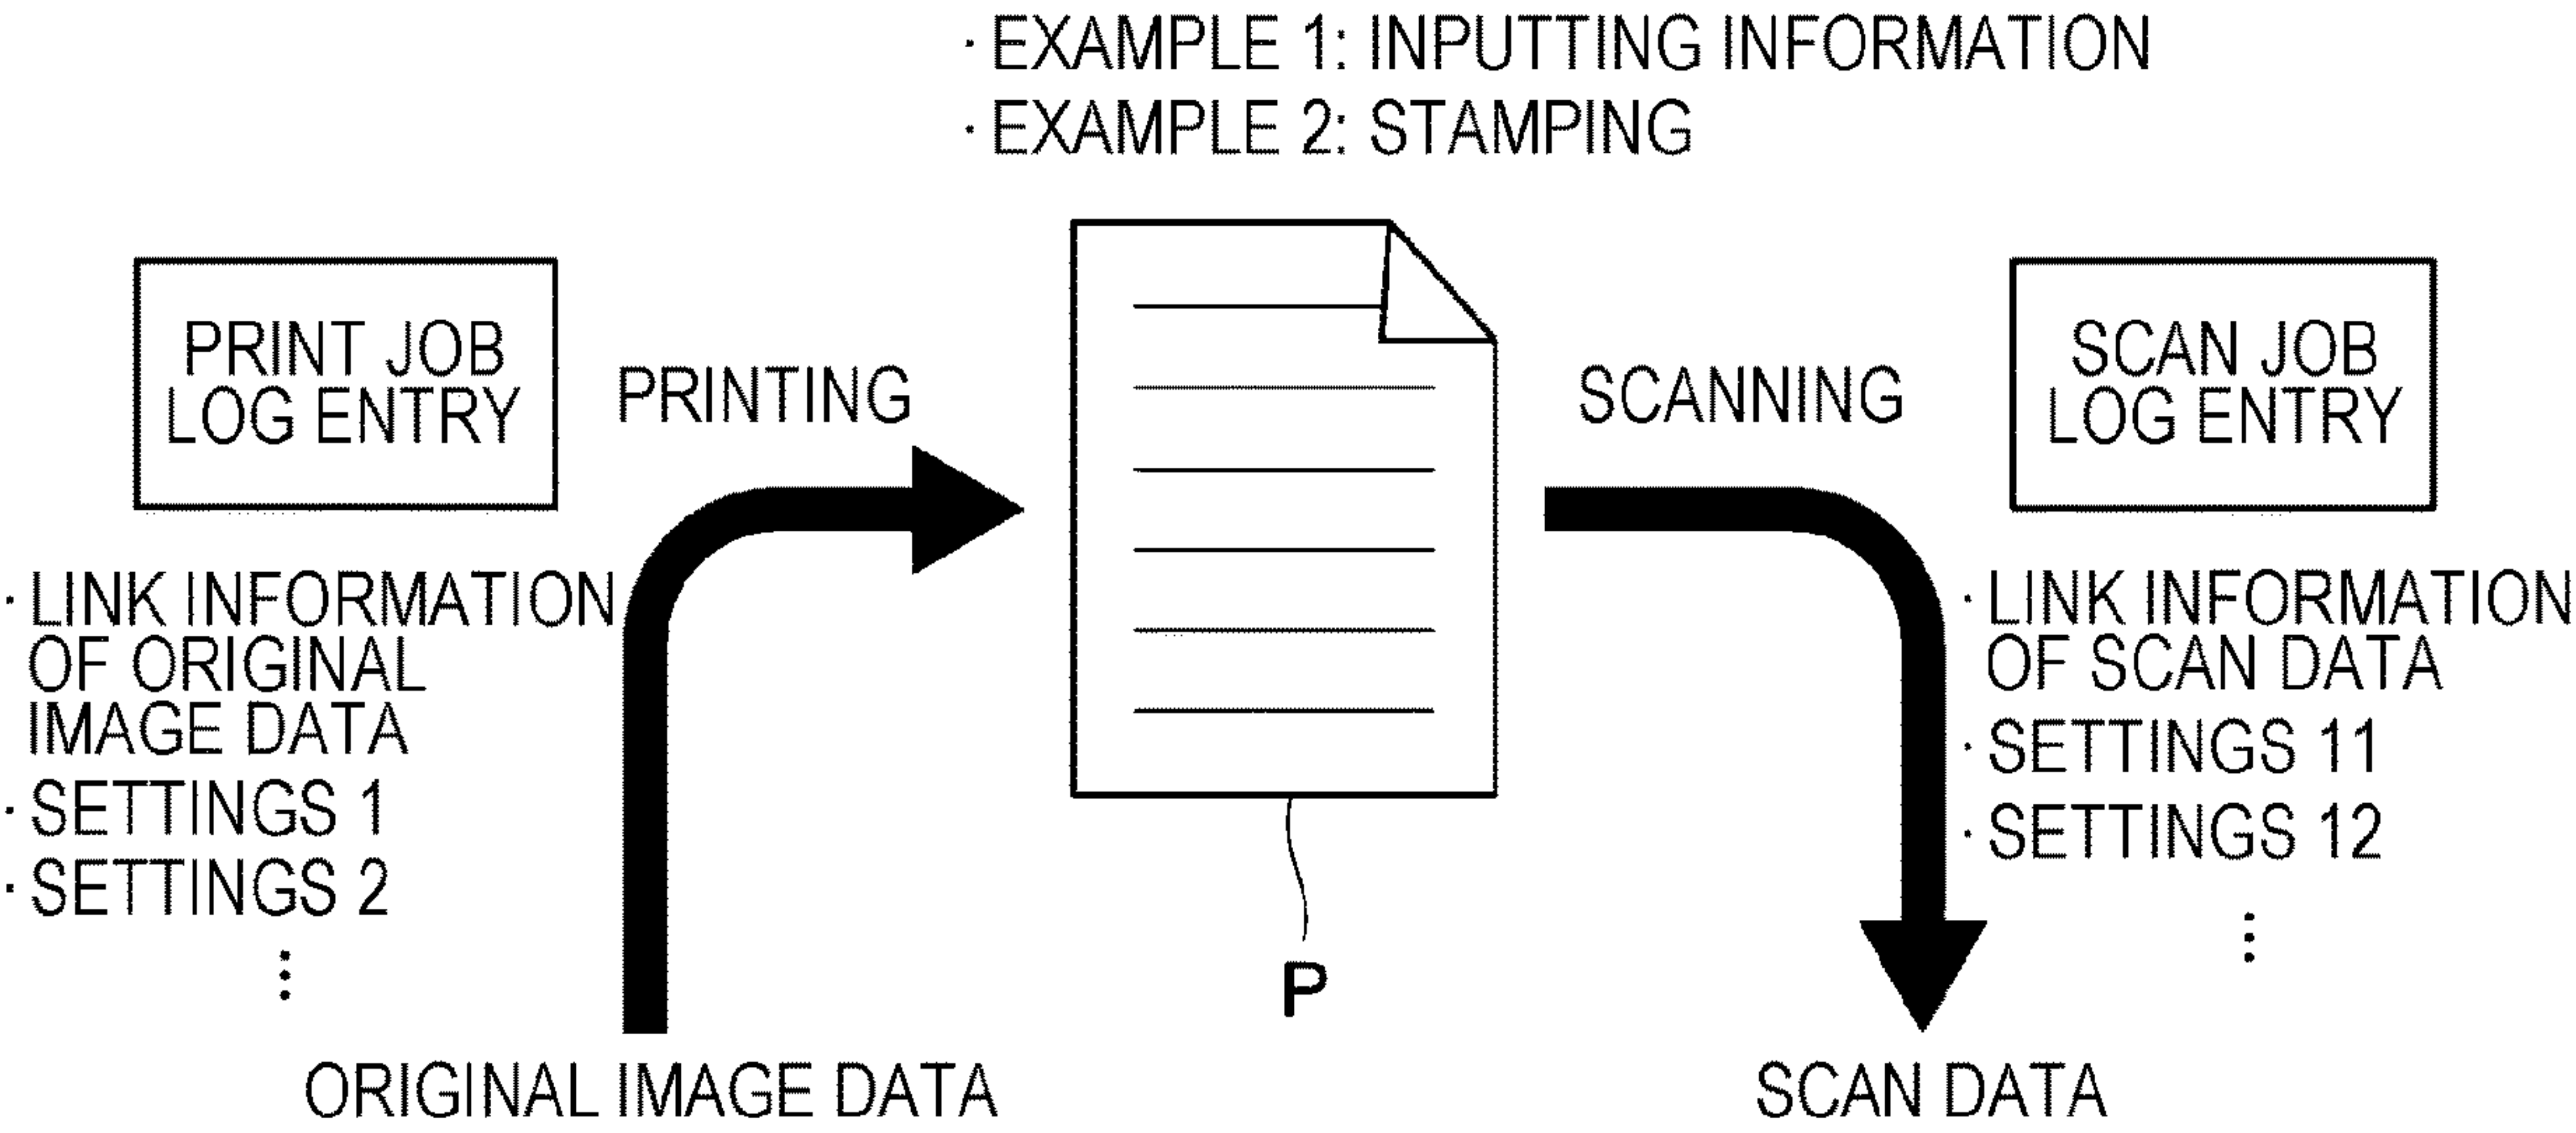 · EXAMPLE 1: INPUTTING INFORMATION
· EXAMPLE 2: STAMPING
PRINT JOB
LOG ENTRY
PRINTING
· LINK INFORMATION
OF ORIGINAL
IMAGE DATA
· SETTINGS 1
· SETTINGS 2
⋮
ORIGINAL IMAGE DATA
P
SCANNING
SCAN JOB
LOG ENTRY
· LINK INFORMATION
OF SCAN DATA
· SETTINGS 11
· SETTINGS 12
⋮
SCAN DATA